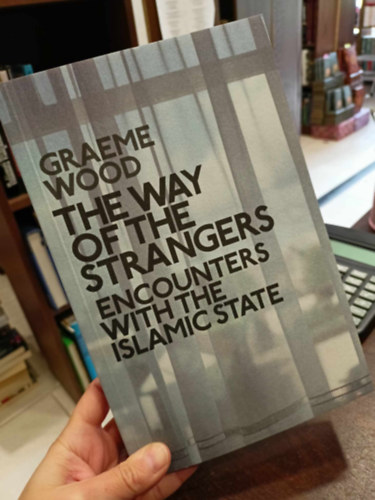 GRAEME
WOOD
THE WAY
OF THE
STRANGERS
ENCOUNTERS
WITH THE
ISLAMIC STATE